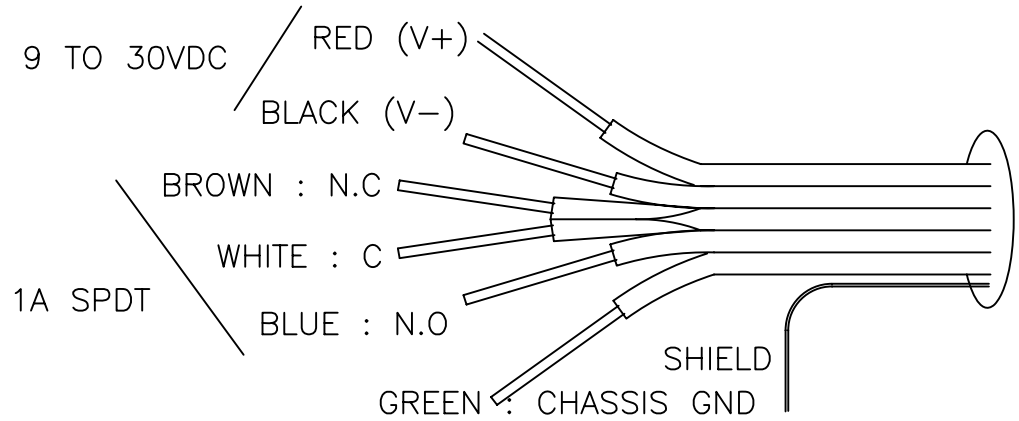 RED (V+)
9 TO 30VDC
BLACK (V−)
BROWN : N.C
WHITE : C
1A SPDT
BLUE : N.O
SHIELD
GREEN : CHASSIS GND